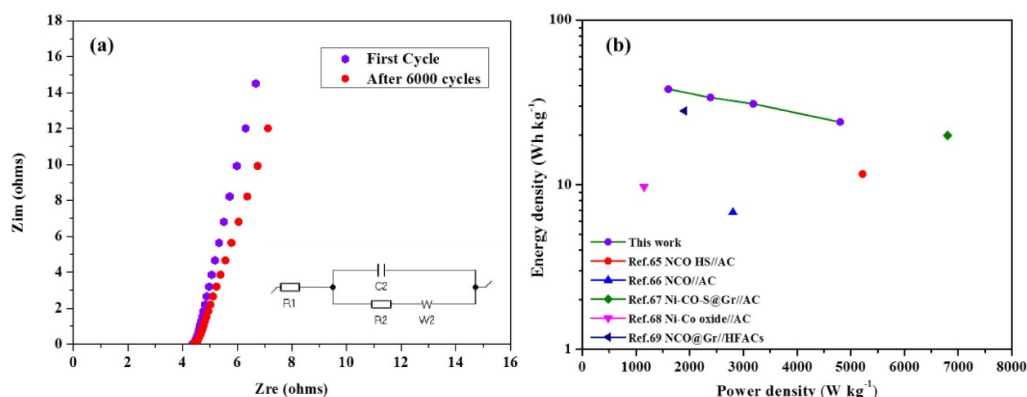 (a)
First Cycle
After 6000 cycles
18
16
14
12
10
8
6
4
2
0
Zim (ohms)
0 2 4 6 8 10 12 14 16
Zre (ohms)
R1
C2
R2
W
W2
(b)
100
10
1
Energy density (Wh kg-1)
This work
Ref.65 NCO HS//AC
Ref.66 NCO//AC
Ref.67 Ni-CO-S@Gr//AC
Ref.68 Ni-Co oxide//AC
Ref.69 NCO@Gr//HFACs
0 1000 2000 3000 4000 5000 6000 7000 8000
Power density (W kg-1)